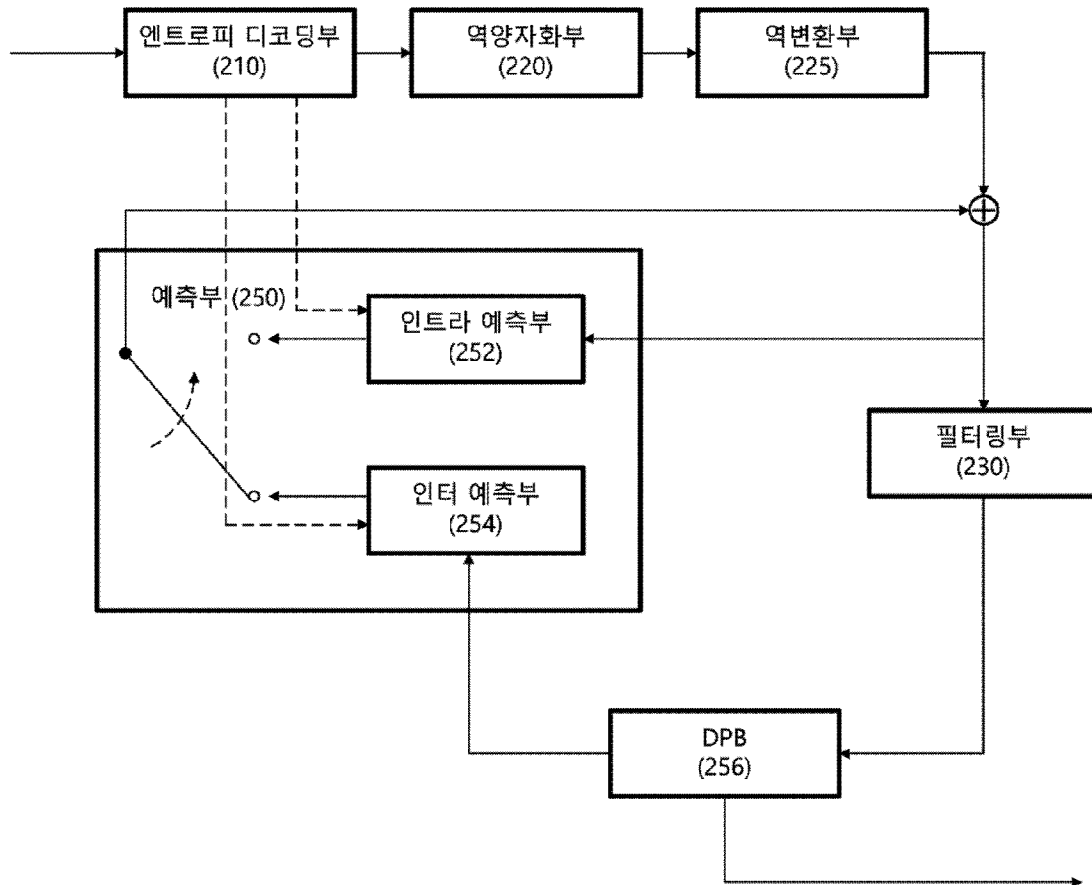 엔트로피 디코딩부
(210)
역양자화부
(220)
역변환부
(225)
예측부 (250)
인트라 예측부
(252)
필터링부
(230)
인터 예측부
(254)
DPB
(256)